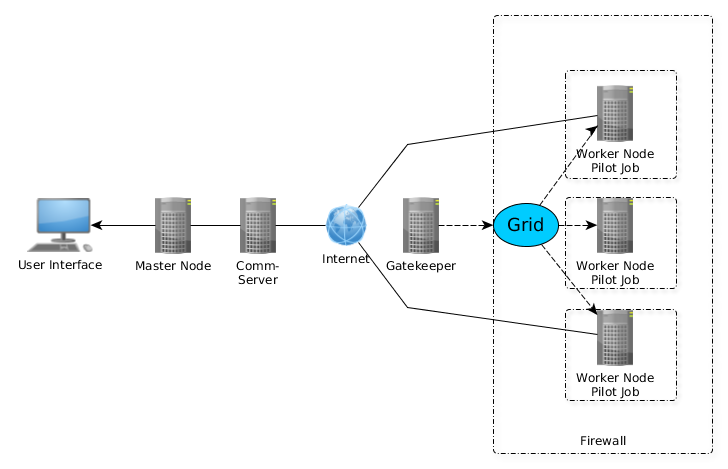 Worker Node
Pilot Job
Grid
User Interface
Master Node
Comm-
Server
Internet
Gatekeeper
Worker Node
Pilot Job
Worker Node
Pilot Job
Firewall